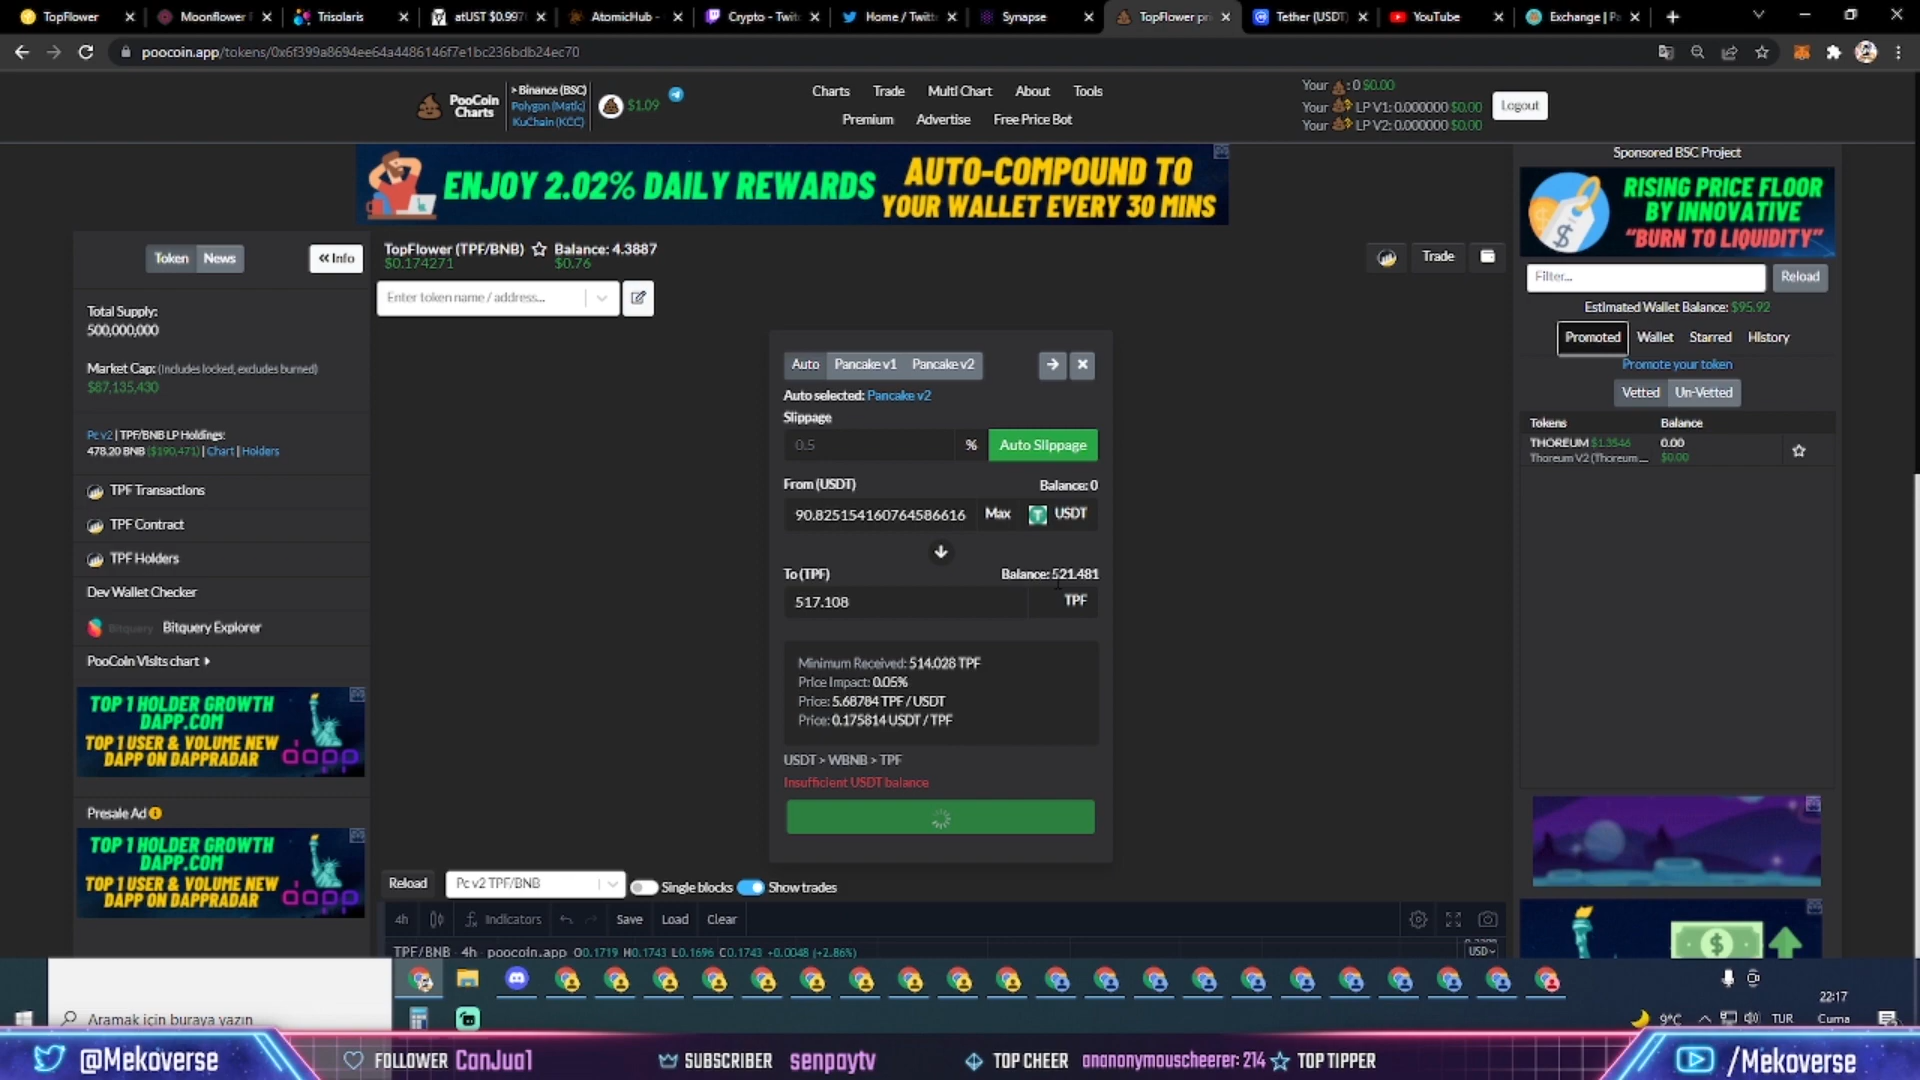 TopFlower
Moonflower
Trisolaris
atUST $0.997
AtomicHub -
Crypto - Twit
Home / Twitt
Synapse
TopFlower pri
Tether (USDT)
YouTube
Exchange | Pa
poocoin.app/tokens/0x6f399a8694ee64a4486146f7e1bc236bdb24ec70
PooCoin
Charts
> Binance (BSC)
Polygon (Matic)
KuChain (KCC)
$1.09
Charts
Trade
Multi Chart
About
Tools
Premium
Advertise
Free Price Bot
Your : 0 $0.00
Your LP V1: 0.000000 $0.00
Your LP V2: 0.000000 $0.00
Logout
ENJOY 2.02% DAILY REWARDS
AUTO-COMPOUND TO
YOUR WALLET EVERY 30 MINS
Sponsored BSC Project
RISING PRICE FLOOR
BY INNOVATIVE
"BURN TO LIQUIDITY"
Token
News
« Info
TopFlower (TPF/BNB)
Balance: 4.3887
$0.174271
$0.76
Trade
Enter token name / address...
Filter...
Reload
Estimated Wallet Balance: $95.92
Promoted
Wallet
Starred
History
Promote your token
Vetted
Un-Vetted
Tokens
Balance
THOREUM $1.3546
0.00
Thoreum V2 (Thoreum ...
$0.00
Total Supply:
500,000,000
Market Cap: (Includes locked, excludes burned)
$87,135,430
Pc v2 | TPF/BNB LP Holdings:
478.20 BNB ($190,471) | Chart | Holders
TPF Transactions
TPF Contract
TPF Holders
Dev Wallet Checker
Bitquery
Bitquery Explorer
PooCoin Visits chart
TOP 1 HOLDER GROWTH
DAPP.COM
TOP 1 USER & VOLUME NEW
DAPP ON DAPPRADAR
dapp
Presale Ad
TOP 1 HOLDER GROWTH
DAPP.COM
TOP 1 USER & VOLUME NEW
DAPP ON DAPPRADAR
dapp
Auto
Pancake v1
Pancake v2
Auto selected: Pancake v2
Slippage
0.5
%
Auto Slippage
From (USDT)
Balance: 0
90.825154160764586616
Max
USDT
To (TPF)
Balance: 521.481
517.108
TPF
Minimum Received: 514.028 TPF
Price Impact: 0.05%
Price: 5.68784 TPF / USDT
Price: 0.175814 USDT / TPF
USDT > WBNB > TPF
Insufficient USDT balance
Reload
Pc v2 TPF/BNB
Single blocks
Show trades
4h
Indicators
Save
Load
Clear
TPF/BNB · 4h · poocoin.app O0.1719 H0.1743 L0.1696 C0.1743 +0.0048 (+2.86%)
USD
Aramak için buraya yazın
22:17
9°C
TUR
Cuma
@Mekoverse
FOLLOWER CanJua1
SUBSCRIBER senpaytv
TOP CHEER ananonymouscheerer: 214
TOP TIPPER
/Mekoverse